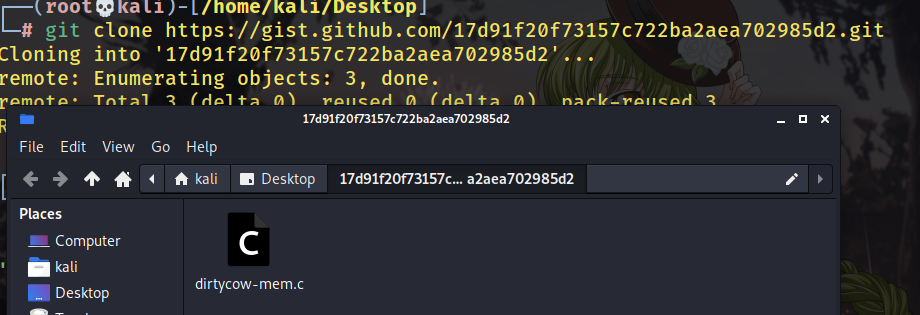 (root💀kali)-[/home/kali/Desktop]
# git clone https://gist.github.com/17d91f20f73157c722ba2aea702985d2.git
Cloning into '17d91f20f73157c722ba2aea702985d2'...
remote: Enumerating objects: 3, done.
remote: Total 3 (delta 0), reused 0 (delta 0), pack-reused 3
R
17d91f20f73157c722ba2aea702985d2
File Edit View Go Help
kali Desktop 17d91f20f73157c... a2aea702985d2
Places
Computer
kali
Desktop
C
dirtycow-mem.c